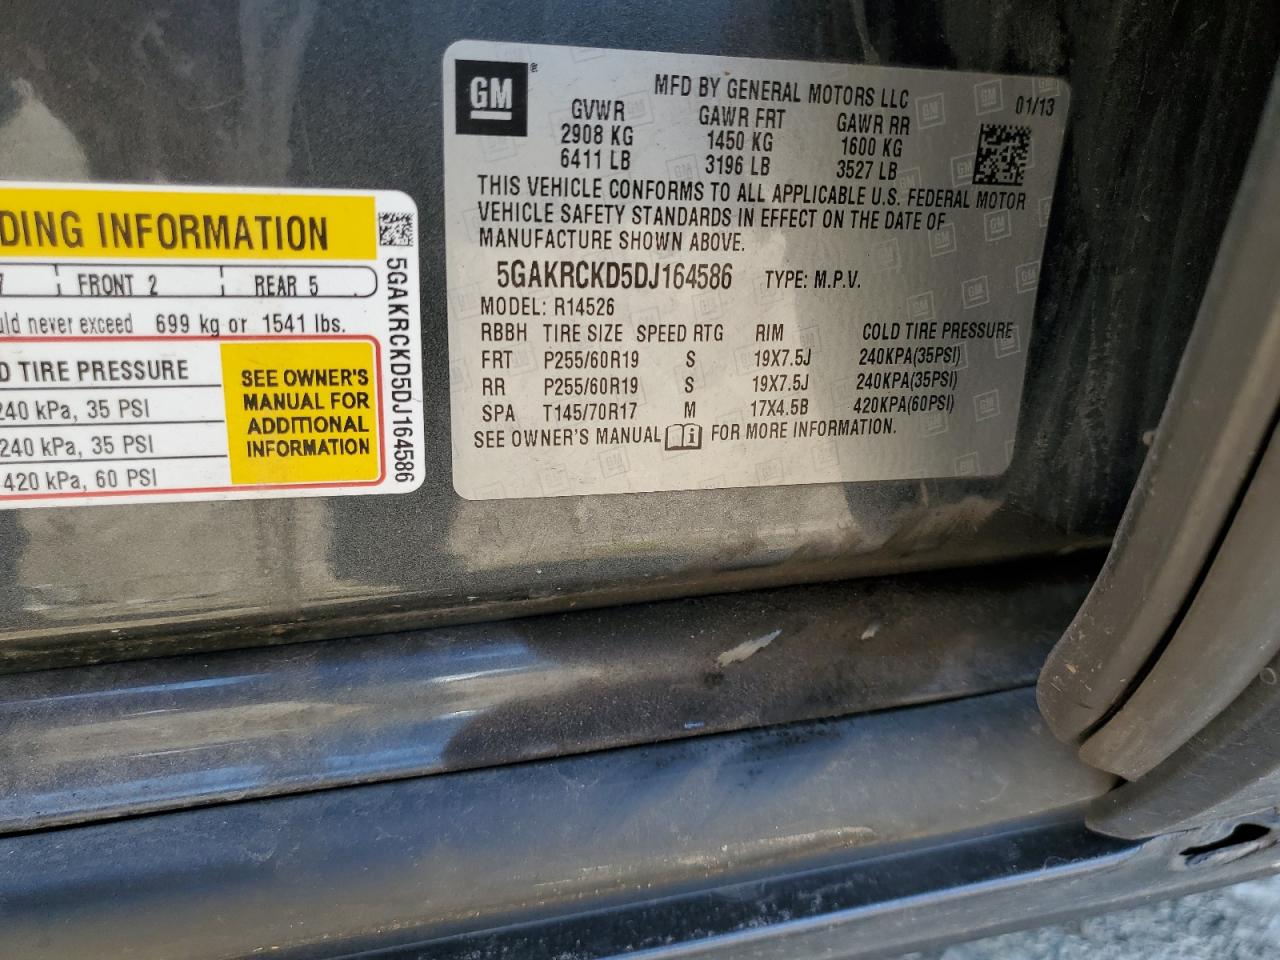 DING INFORMATION
7 FRONT 2 REAR 5
uld never exceed 699 kg or 1541 lbs.
D TIRE PRESSURE
240 kPa, 35 PSI
240 kPa, 35 PSI
420 kPa, 60 PSI
SEE OWNER'S
MANUAL FOR
ADDITIONAL
INFORMATION
5GAKRCKD5DJ164586
GM®
MFD BY GENERAL MOTORS LLC
01/13
GVWR GAWR FRT GAWR RR
2908 KG 1450 KG 1600 KG
6411 LB 3196 LB 3527 LB
THIS VEHICLE CONFORMS TO ALL APPLICABLE U.S. FEDERAL MOTOR
VEHICLE SAFETY STANDARDS IN EFFECT ON THE DATE OF
MANUFACTURE SHOWN ABOVE.
5GAKRCKD5DJ164586 TYPE: M.P.V.
MODEL: R14526
RBBH TIRE SIZE SPEED RTG RIM COLD TIRE PRESSURE
FRT P255/60R19 S 19X7.5J 240KPA(35PSI)
RR P255/60R19 S 19X7.5J 240KPA(35PSI)
SPA T145/70R17 M 17X4.5B 420KPA(60PSI)
SEE OWNER'S MANUAL i FOR MORE INFORMATION.